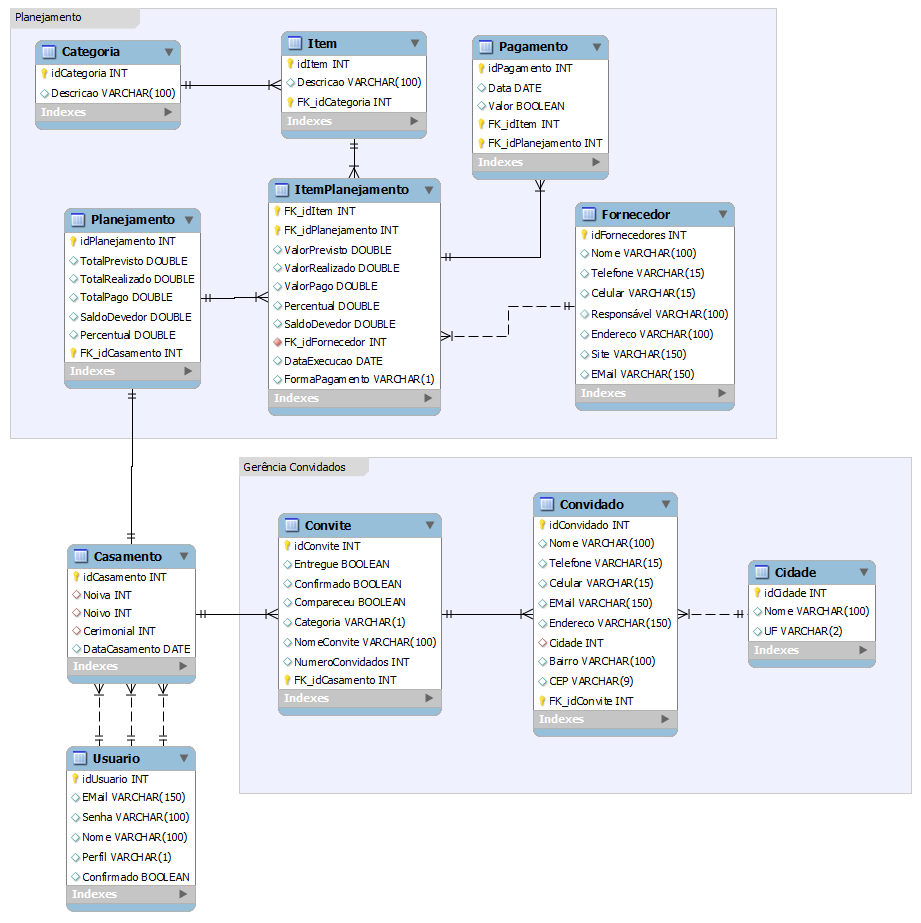 Planejamento
Categoria
idCategoria INT
Descricao VARCHAR(100)
Indexes
Item
idItem INT
Descricao VARCHAR(100)
FK_idCategoria INT
Indexes
Pagamento
idPagamento INT
Data DATE
Valor BOOLEAN
FK_idItem INT
FK_idPlanejamento INT
Indexes
Planejamento
idPlanejamento INT
TotalPrevisto DOUBLE
TotalRealizado DOUBLE
TotalPago DOUBLE
SaldoDevedor DOUBLE
Percentual DOUBLE
FK_idCasamento INT
Indexes
ItemPlanejamento
FK_idItem INT
FK_idPlanejamento INT
ValorPrevisto DOUBLE
ValorRealizado DOUBLE
ValorPago DOUBLE
Percentual DOUBLE
SaldoDevedor DOUBLE
FK_idFornecedor INT
DataExecucao DATE
FormaPagamento VARCHAR(1)
Indexes
Fornecedor
idFornecedores INT
Nome VARCHAR(100)
Telefone VARCHAR(15)
Celular VARCHAR(15)
Responsável VARCHAR(100)
Endereco VARCHAR(100)
Site VARCHAR(150)
EMail VARCHAR(150)
Indexes
Gerência Convidados
Casamento
idCasamento INT
Noiva INT
Noivo INT
Cerimonial INT
DataCasamento DATE
Indexes
Convite
idConvite INT
Entregue BOOLEAN
Confirmado BOOLEAN
Compareceu BOOLEAN
Categoria VARCHAR(1)
NomeConvite VARCHAR(100)
NumeroConvidados INT
FK_idCasamento INT
Indexes
Convidado
idConvidado INT
Nome VARCHAR(100)
Telefone VARCHAR(15)
Celular VARCHAR(15)
EMail VARCHAR(150)
Endereco VARCHAR(150)
Cidade INT
Bairro VARCHAR(100)
CEP VARCHAR(9)
FK_idConvite INT
Indexes
Cidade
idCidade INT
Nome VARCHAR(100)
UF VARCHAR(2)
Indexes
Usuario
idUsuario INT
EMail VARCHAR(150)
Senha VARCHAR(100)
Nome VARCHAR(100)
Perfil VARCHAR(1)
Confirmado BOOLEAN
Indexes